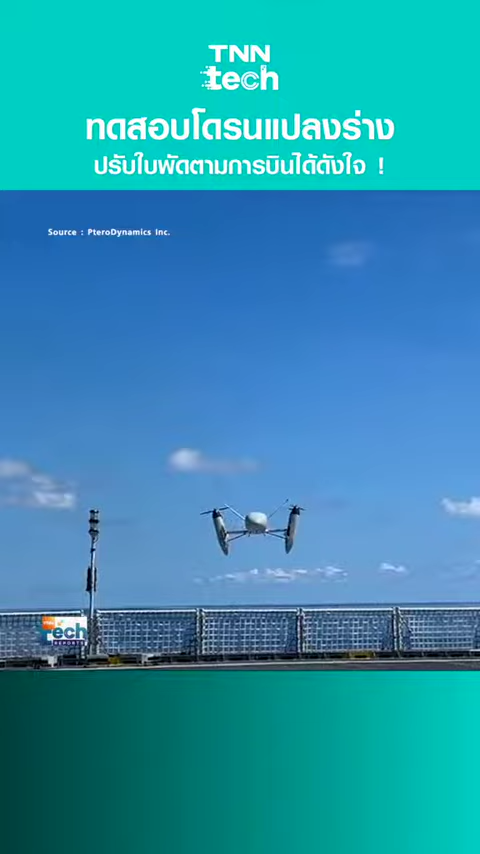 TNN
tech
ทดสอบโดรนแปลงร่าง
ปรับใบพัดตามการบินได้ดังใจ !
Source : PteroDynamics Inc.
TNN
tech
REPORTS